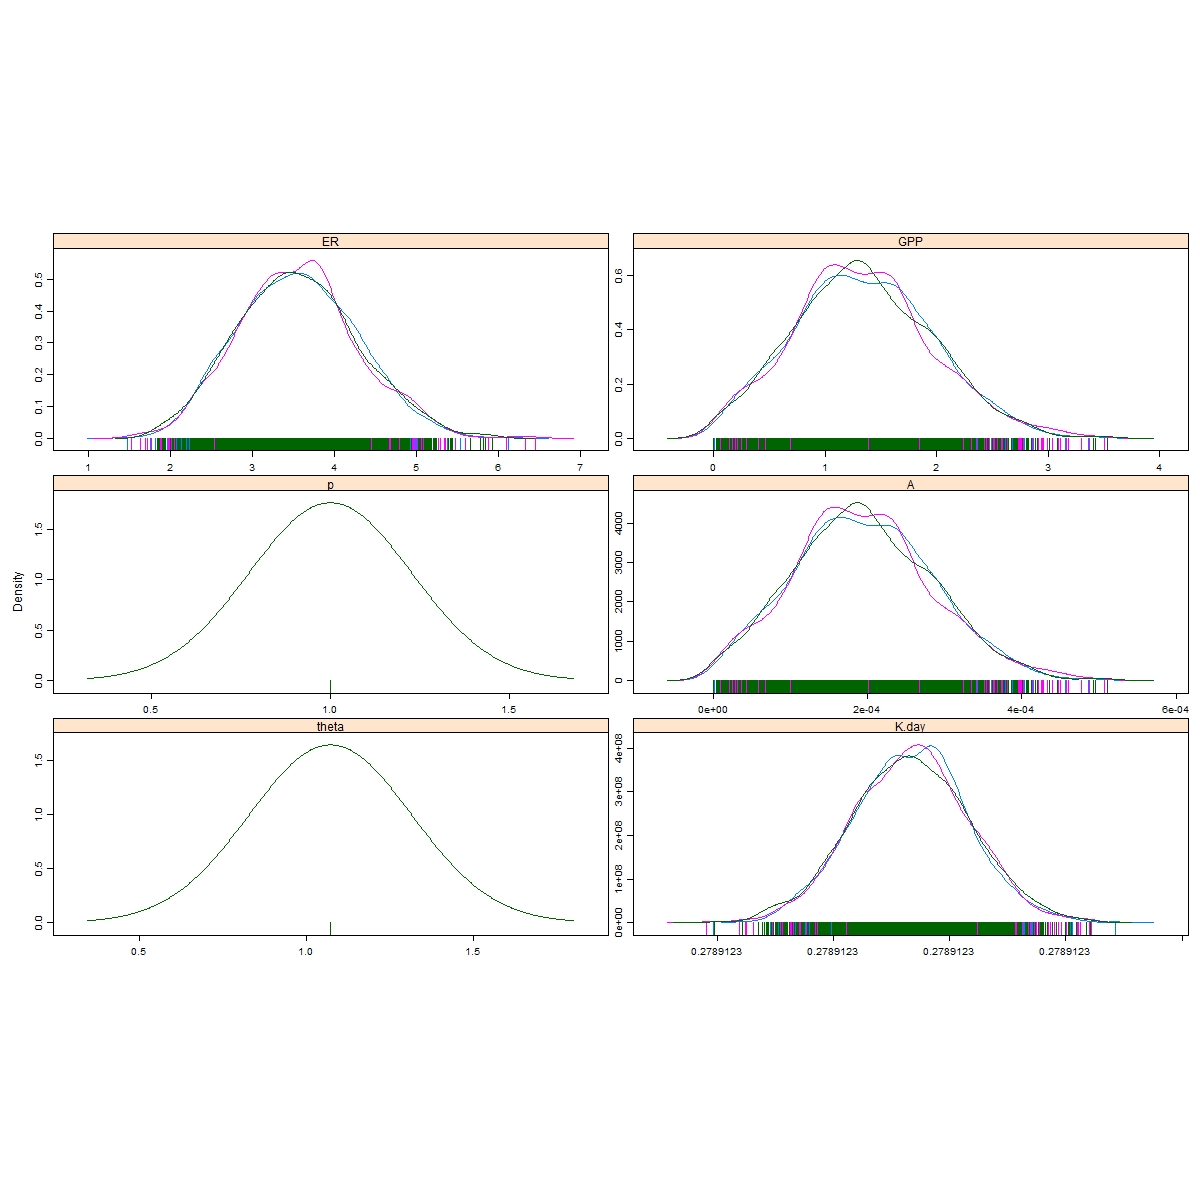 ER
GPP
0.0 0.1 0.2 0.3 0.4 0.5
1 2 3 4 5 6 7
0.0 0.2 0.4 0.6
0 1 2 3 4
p
A
0.0 0.5 1.0 1.5
0.5 1.0 1.5
0 1000 2000 3000 4000
0e+00 2e-04 4e-04 6e-04
Density
theta
K.day
0.0 0.5 1.0 1.5
0.5 1.0 1.5
0e+00 1e+08 2e+08 3e+08 4e+08
0.2789123 0.2789123 0.2789123 0.2789123